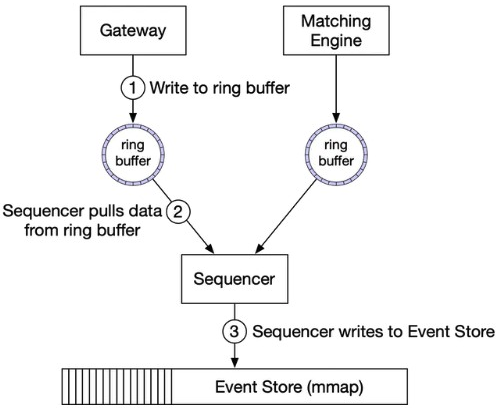 Gateway
Matching
Engine
1 Write to ring buffer
ring
buffer
ring
buffer
Sequencer pulls data
from ring buffer
2
Sequencer
3 Sequencer writes to Event Store
Event Store (mmap)